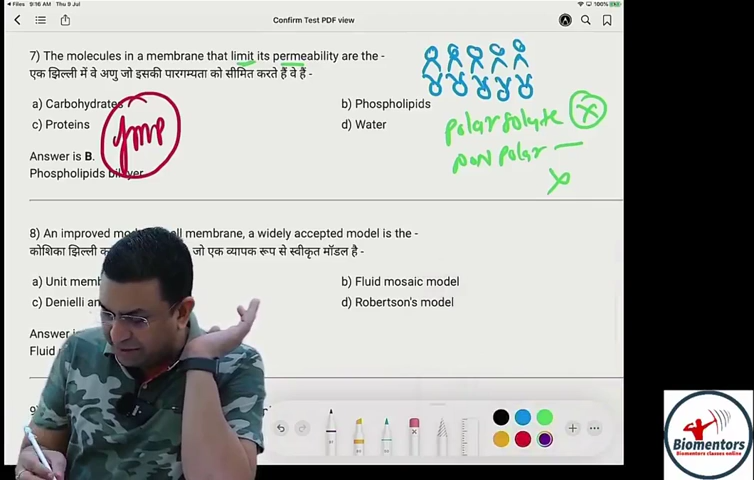 Files 9:16 AM Thu 9 Jul
100%
Confirm Test PDF view
7) The molecules in a membrane that limit its permeability are the -
एक झिल्ली में वे अणु जो इसकी पारगम्यता को सीमित करते हैं वे हैं -
a) Carbohydrates
b) Phospholipids
c) Proteins
d) Water
Imp
Answer is B.
Phospholipids bilayer
polar solute x
non polar —
8) An improved mod ll membrane, a widely accepted model is the -
कोशिका झिल्ली जो एक व्यापक रूप से स्वीकृत मॉडल है -
a) Unit
b) Fluid mosaic model
c) Denielli
d) Robertson's model
Answer
Fluid
9)
Biomentors
Biomentors classes online